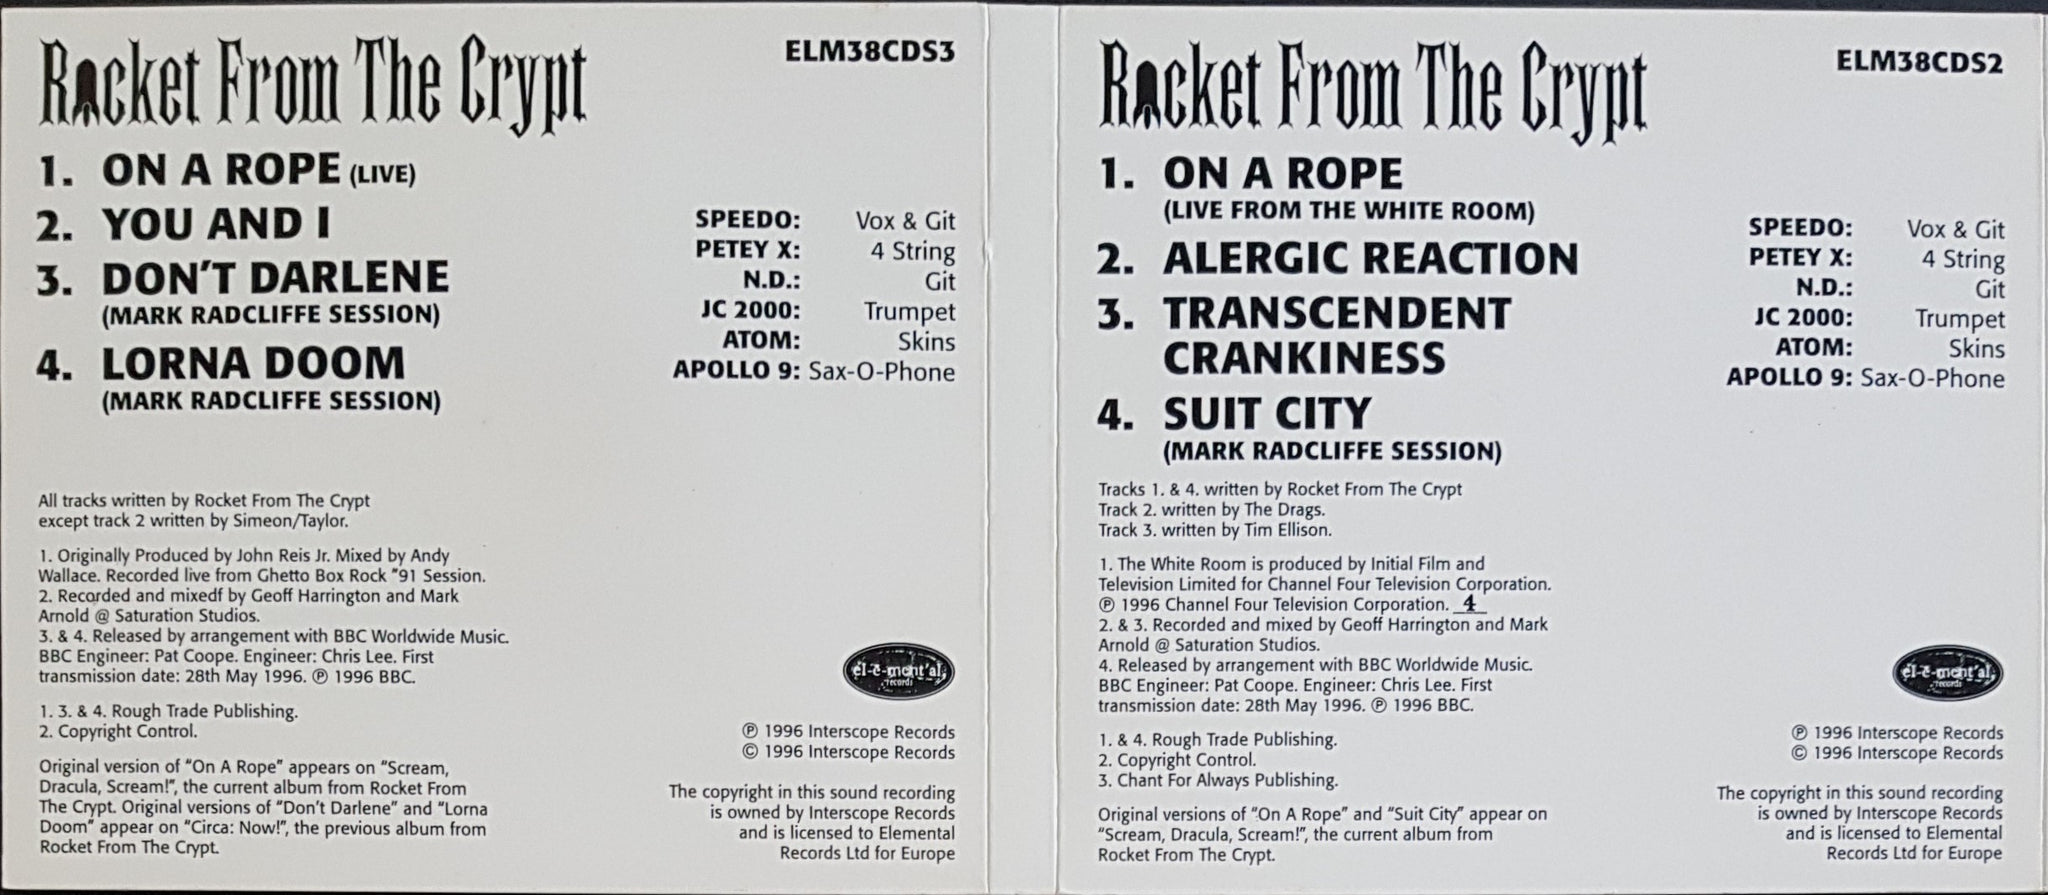 Rocket From The Crypt
ELM38CDS3
1. ON A ROPE (LIVE)
2. YOU AND I
3. DON'T DARLENE
(MARK RADCLIFFE SESSION)
4. LORNA DOOM
(MARK RADCLIFFE SESSION)
SPEEDO: Vox & Git
PETEY X: 4 String
N.D.: Git
JC 2000: Trumpet
ATOM: Skins
APOLLO 9: Sax-O-Phone
All tracks written by Rocket From The Crypt
except track 2 written by Simeon/Taylor.
1. Originally Produced by John Reis Jr. Mixed by Andy
Wallace. Recorded live from Ghetto Box Rock "91 Session.
2. Recorded and mixedf by Geoff Harrington and Mark
Arnold @ Saturation Studios.
3. & 4. Released by arrangement with BBC Worldwide Music.
BBC Engineer: Pat Coope. Engineer: Chris Lee. First
transmission date: 28th May 1996. ℗ 1996 BBC.
1. 3. & 4. Rough Trade Publishing.
2. Copyright Control.
Original version of "On A Rope" appears on "Scream,
Dracula, Scream!", the current album from Rocket From
The Crypt. Original versions of "Don't Darlene" and "Lorna
Doom" appear on "Circa: Now!", the previous album from
Rocket From The Crypt.
el-e-ment'al
records
℗ 1996 Interscope Records
© 1996 Interscope Records
The copyright in this sound recording
is owned by Interscope Records
and is licensed to Elemental
Records Ltd for Europe
Rocket From The Crypt
ELM38CDS2
1. ON A ROPE
(LIVE FROM THE WHITE ROOM)
2. ALERGIC REACTION
3. TRANSCENDENT
CRANKINESS
4. SUIT CITY
(MARK RADCLIFFE SESSION)
SPEEDO: Vox & Git
PETEY X: 4 String
N.D.: Git
JC 2000: Trumpet
ATOM: Skins
APOLLO 9: Sax-O-Phone
Tracks 1. & 4. written by Rocket From The Crypt
Track 2. written by The Drags.
Track 3. written by Tim Ellison.
1. The White Room is produced by Initial Film and
Television Limited for Channel Four Television Corporation.
℗ 1996 Channel Four Television Corporation. 4
2. & 3. Recorded and mixed by Geoff Harrington and Mark
Arnold @ Saturation Studios.
4. Released by arrangement with BBC Worldwide Music.
BBC Engineer: Pat Coope. Engineer: Chris Lee. First
transmission date: 28th May 1996. ℗ 1996 BBC.
1. & 4. Rough Trade Publishing.
2. Copyright Control.
3. Chant For Always Publishing.
Original versions of "On A Rope" and "Suit City" appear on
"Scream, Dracula, Scream!", the current album from
Rocket From The Crypt.
el-e-ment'al
records
℗ 1996 Interscope Records
© 1996 Interscope Records
The copyright in this sound recording
is owned by Interscope Records
and is licensed to Elemental
Records Ltd for Europe